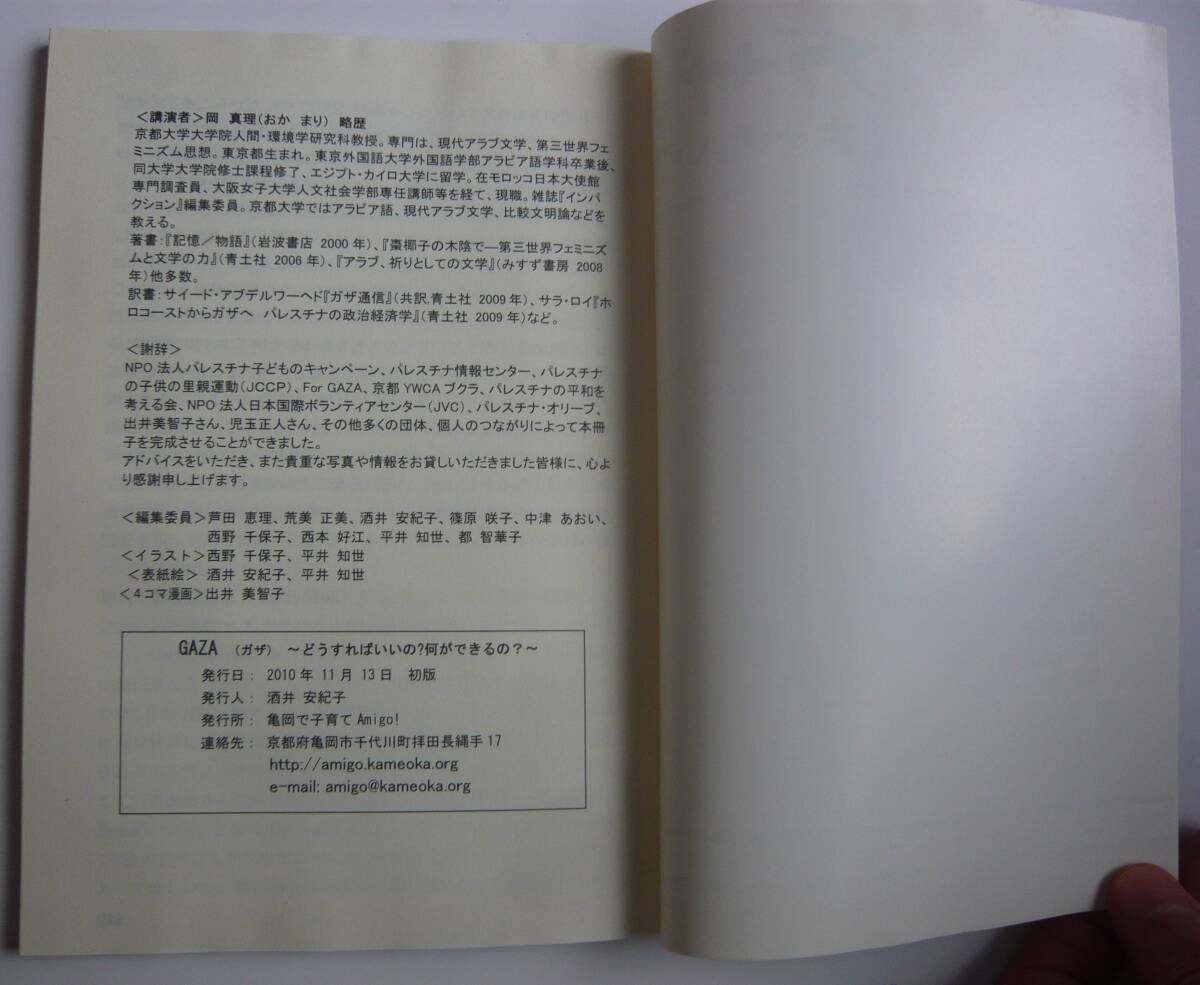 ＜講演者＞岡 真理（おか まり） 略歴
京都大学大学院人間・環境学研究科教授。専門は、現代アラブ文学、第三世界フェ
ミニズム思想。東京都生まれ。東京外国語大学外国語学部アラビア語学科卒業後、
同大学大学院修士課程修了、エジプト・カイロ大学に留学。在モロッコ日本大使館
専門調査員、大阪女子大学人文社会学部専任講師等を経て、現職。雑誌『インパ
クション』編集委員。京都大学ではアラビア語、現代アラブ文学、比較文明論などを
教える。
著書：『記憶／物語』（岩波書店 2000 年）、『棗椰子の木陰で―第三世界フェミニズ
ムと文学の力』（青土社 2006 年）、『アラブ、祈りとしての文学』（みすず書房 2008
年）他多数。
訳書：サイード・アブデルワーヘド『ガザ通信』（共訳,青土社 2009 年）、サラ・ロイ『ホ
ロコーストからガザへ パレスチナの政治経済学』（青土社 2009 年）など。
＜謝辞＞
NPO 法人パレスチナ子どものキャンペーン、パレスチナ情報センター、パレスチナ
の子供の里親運動（JCCP）、For GAZA、京都 YWCA ブクラ、パレスチナの平和を
考える会、NPO 法人日本国際ボランティアセンター（JVC）、パレスチナ・オリーブ、
出井美智子さん、児玉正人さん、その他多くの団体、個人のつながりによって本冊
子を完成させることができました。
アドバイスをいただき、また貴重な写真や情報をお貸しいただきました皆様に、心よ
り感謝申し上げます。
＜編集委員＞芦田 恵理、荒美 正美、酒井 安紀子、篠原 咲子、中津 あおい、
西野 千保子、西本 好江、平井 知世、都 智華子
＜イラスト＞西野 千保子、平井 知世
＜表紙絵＞ 酒井 安紀子、平井 知世
＜４コマ漫画＞出井 美智子
GAZA （ガザ） ～どうすればいいの?何ができるの？～
発行日： 2010 年 11 月 13 日 初版
発行人： 酒井 安紀子
発行所： 亀岡で子育て Amigo!
連絡先： 京都府亀岡市千代川町拝田長縄手 17
http://amigo.kameoka.org
e-mail: amigo@kameoka.org